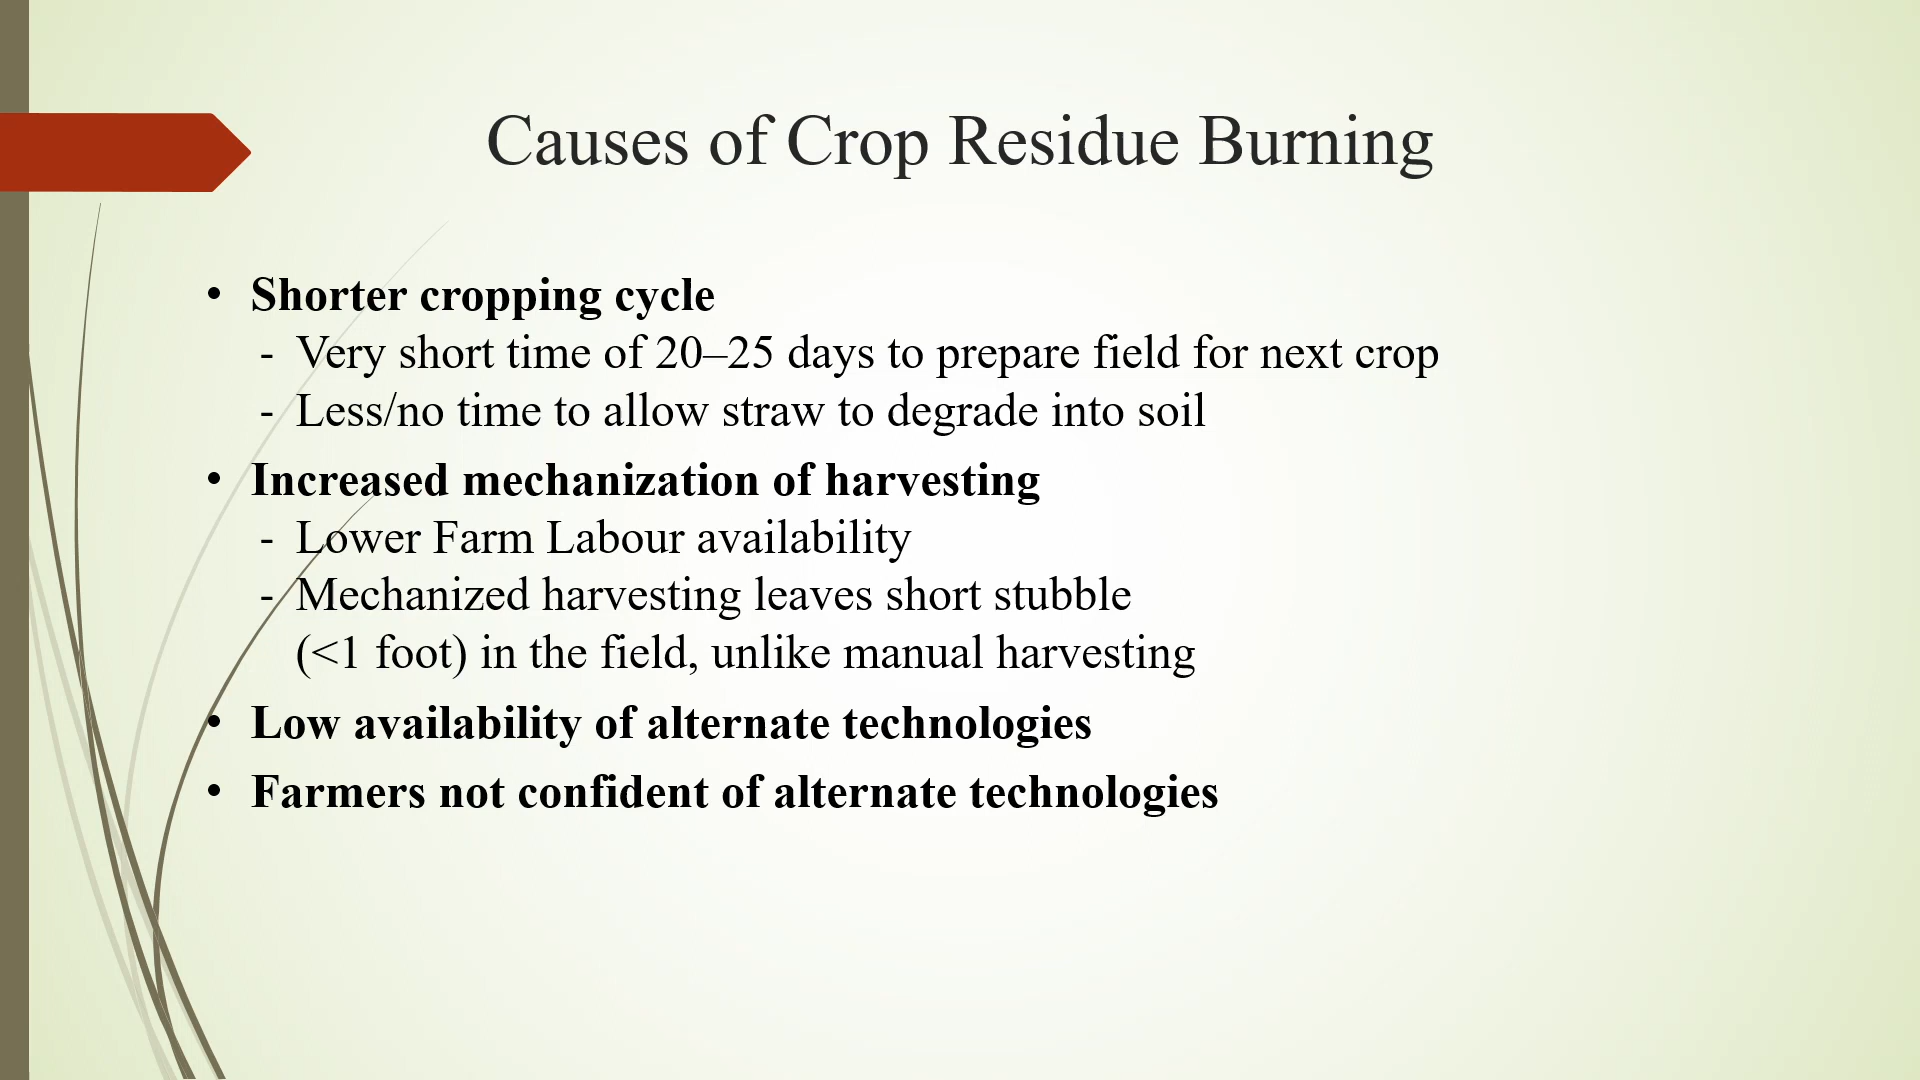 Causes of Crop Residue Burning
• Shorter cropping cycle
- Very short time of 20–25 days to prepare field for next crop
- Less/no time to allow straw to degrade into soil
• Increased mechanization of harvesting
- Lower Farm Labour availability
- Mechanized harvesting leaves short stubble
(<1 foot) in the field, unlike manual harvesting
• Low availability of alternate technologies
• Farmers not confident of alternate technologies